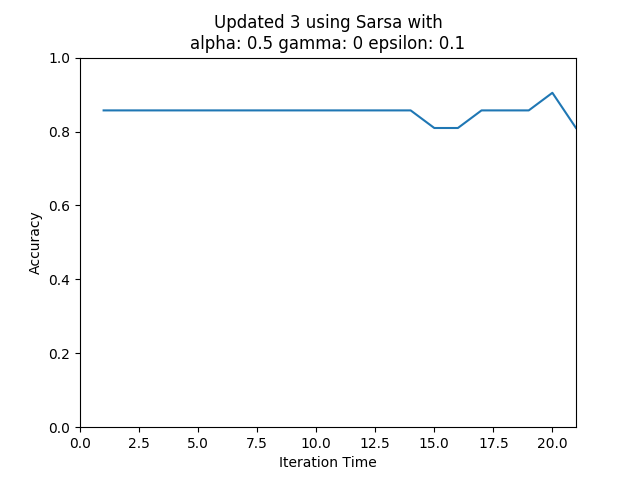 Updated 3 using Sarsa with
alpha: 0.5 gamma: 0 epsilon: 0.1
1.0
0.8
0.6
0.4
0.2
0.0
Accuracy
0.0 2.5 5.0 7.5 10.0 12.5 15.0 17.5 20.0
Iteration Time